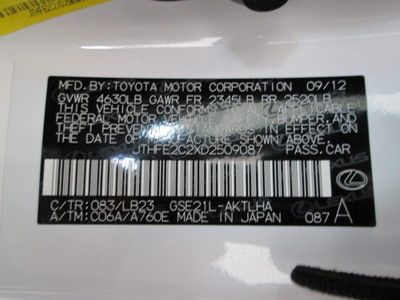 MFD.BY:TOYOTA MOTOR CORPORATION 09/12
GVWR 4630LB GAWR FR 2345LB RR 2520LB
THIS VEHICLE CONFORMS TO ALL APPLICABLE
FEDERAL MOTOR VEHICLE SAFETY, BUMPER, AND
THEFT PREVENTION STANDARDS IN EFFECT ON
THE DATE OF MANUFACTURE SHOWN ABOVE.
JTHFE2C2XD2509087 PASS.CAR
LEXUS
C/TR: 083/LB23 GSE21L-AKTLHA
A/TM: C06A/A760E MADE IN JAPAN 087 A